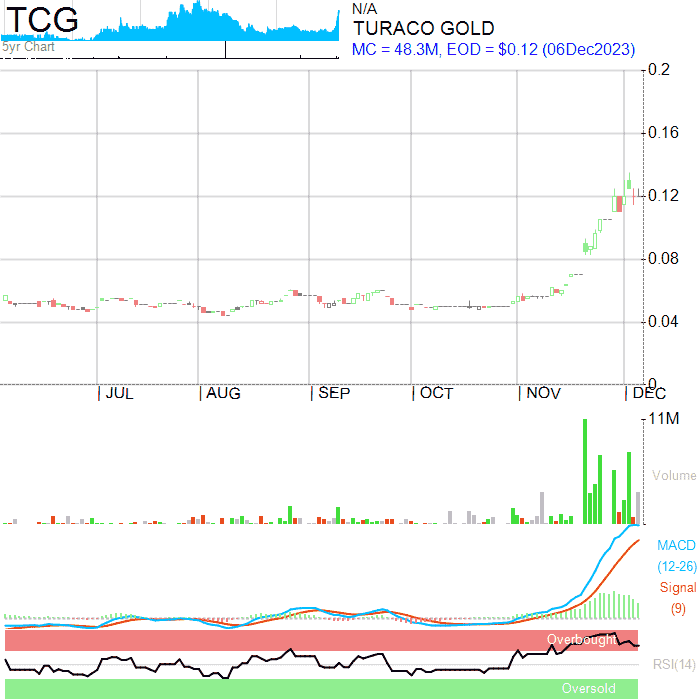 TCG
5yr Chart
N/A
TURACO GOLD
MC = 48.3M, EOD = $0.12 (06Dec2023)
0.2
0.16
0.12
0.08
0.04
0
JUL
AUG
SEP
OCT
NOV
DEC
11M
Volume
MACD
(12-26)
Signal
(9)
Overbought
RSI(14)
Oversold